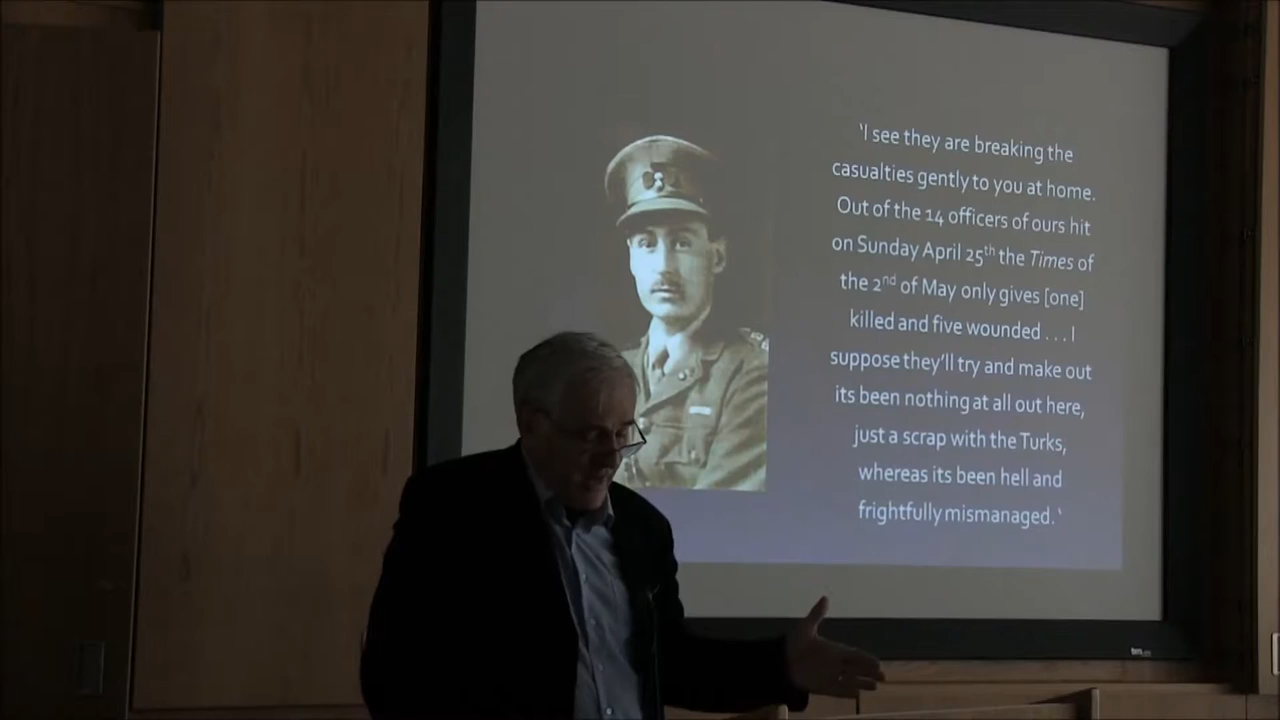 'I see they are breaking the
casualties gently to you at home.
Out of the 14 officers of ours hit
on Sunday April 25th the Times of
the 2nd of May only gives [one]
killed and five wounded . . . I
suppose they'll try and make out
its been nothing at all out here,
just a scrap with the Turks,
whereas its been hell and
frightfully mismanaged. '